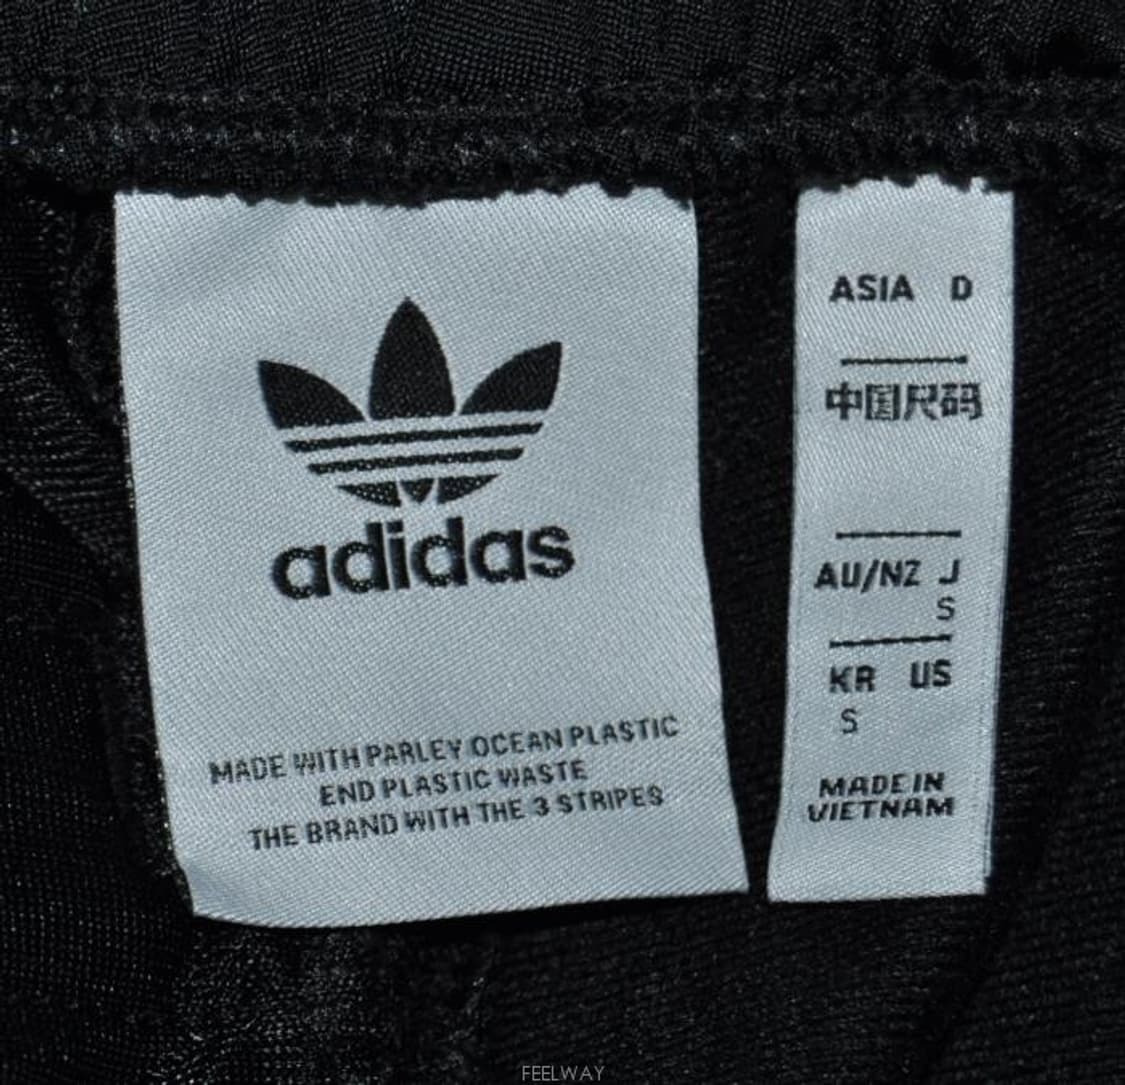 adidas
MADE WITH PARLEY OCEAN PLASTIC
END PLASTIC WASTE
THE BRAND WITH THE 3 STRIPES
ASIA D
中国尺码
AU/NZ J
S
KR US
S
MADE IN
VIETNAM
FEELWAY